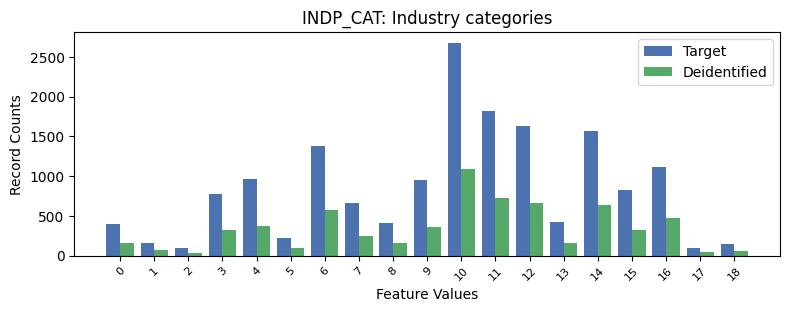 INDP_CAT: Industry categories
Target
Deidentified
Record Counts
2500
2000
1500
1000
500
0
0 1 2 3 4 5 6 7 8 9 10 11 12 13 14 15 16 17 18
Feature Values